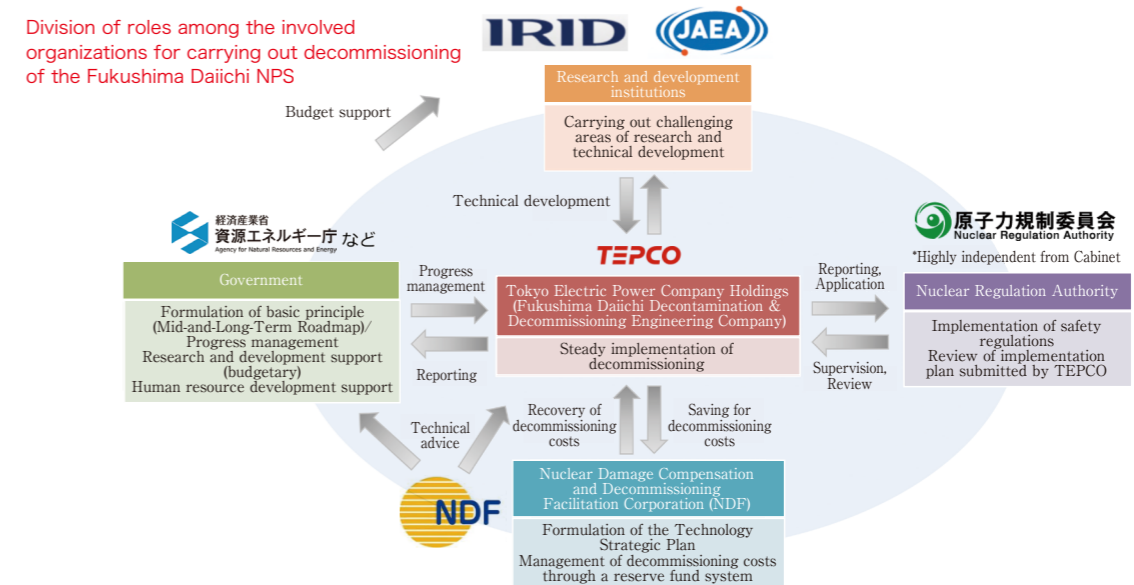 Division of roles among the involved
organizations for carrying out decommissioning
of the Fukushima Daiichi NPS
IRID
JAEA
Research and development
institutions
Carrying out challenging
areas of research and
technical development
Budget support
Technical development
経済産業省
資源エネルギー庁 など
Agency for Natural Resources and Energy
Government
Formulation of basic principle
(Mid-and-Long-Term Roadmap)/
Progress management
Research and development support
(budgetary)
Human resource development support
Progress
management
Reporting
TEPCO
Tokyo Electric Power Company Holdings
(Fukushima Daiichi Decontamination &
Decommissioning Engineering Company)
Steady implementation of
decommissioning
Reporting,
Application
Supervision,
Review
原子力規制委員会
Nuclear Regulation Authority
*Highly independent from Cabinet
Nuclear Regulation Authority
Implementation of safety
regulations
Review of implementation
plan submitted by TEPCO
Technical
advice
Recovery of
decommissioning
costs
Saving for
decommissioning
costs
NDF
Nuclear Damage Compensation
and Decommissioning
Facilitation Corporation (NDF)
Formulation of the Technology
Strategic Plan
Management of decommissioning costs
through a reserve fund system